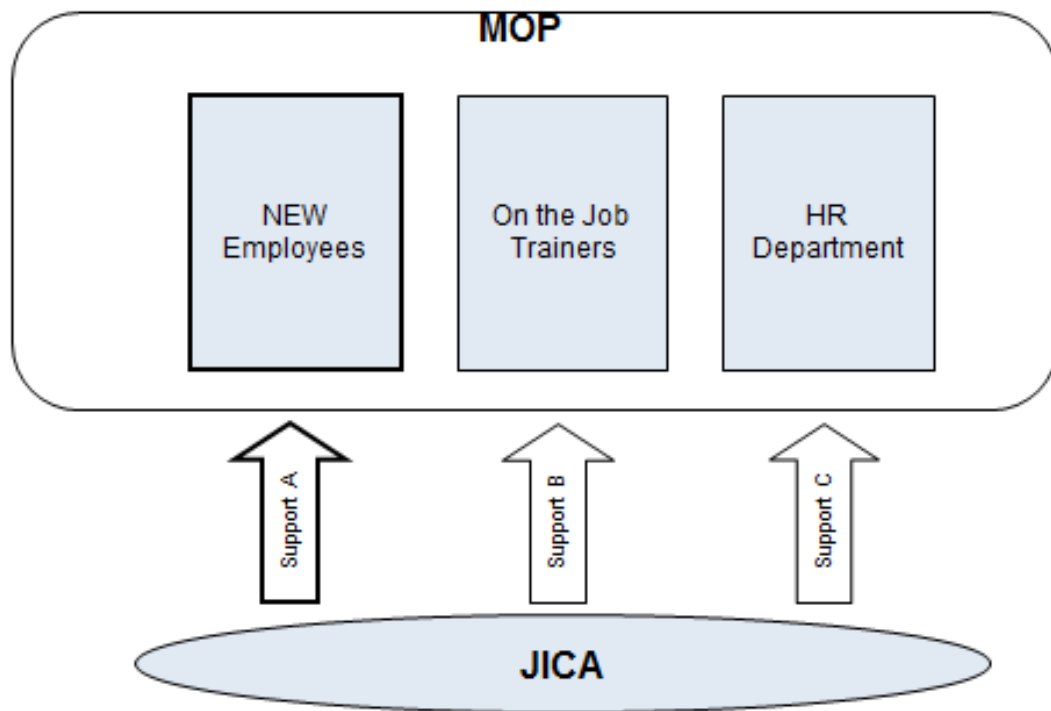 MOP
NEW
Employees
On the Job
Trainers
HR
Department
Support A
Support B
Support C
JICA